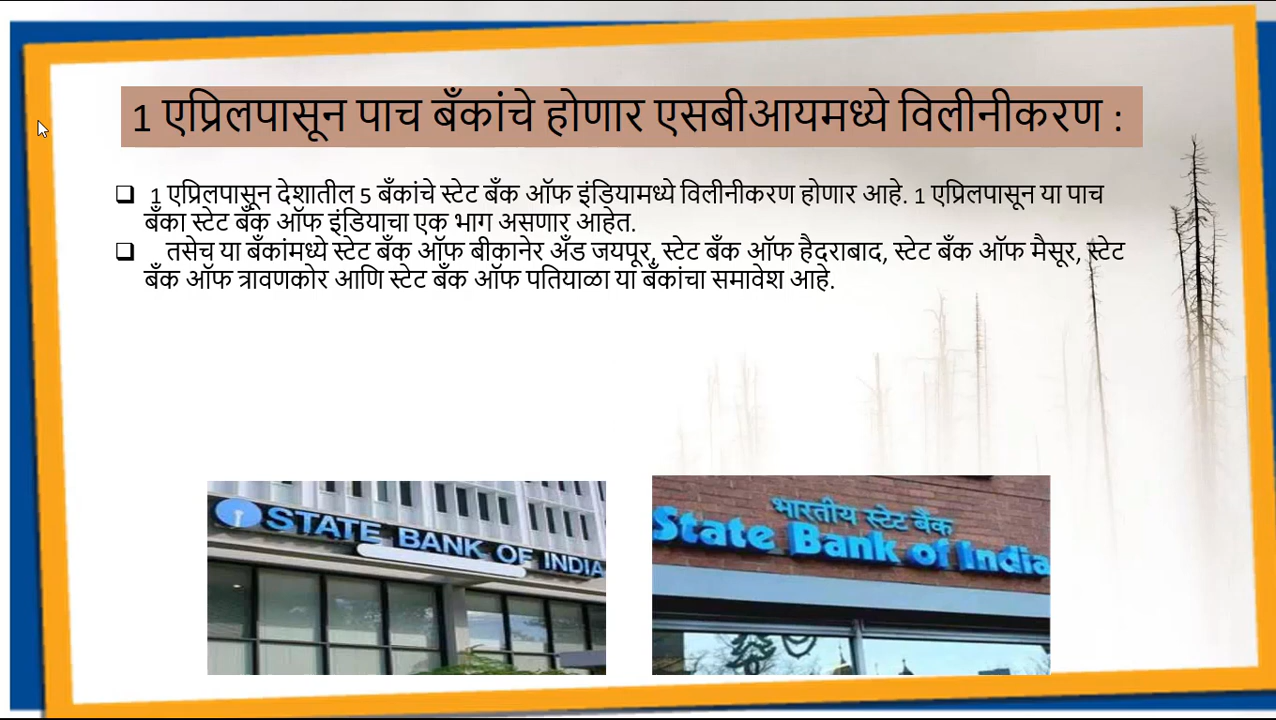 1 एप्रिलपासून पाच बँकांचे होणार एसबीआयमध्ये विलीनीकरण :
1 एप्रिलपासून देशातील 5 बँकांचे स्टेट बँक ऑफ इंडियामध्ये विलीनीकरण होणार आहे. 1 एप्रिलपासून या पाच
बँका स्टेट बँक ऑफ इंडियाचा एक भाग असणार आहेत.
तसेच या बँकांमध्ये स्टेट बँक ऑफ बीकानेर अँड जयपूर, स्टेट बँक ऑफ हैदराबाद, स्टेट बँक ऑफ मैसूर, स्टेट
बँक ऑफ त्रावणकोर आणि स्टेट बँक ऑफ पतियाळा या बँकांचा समावेश आहे.
STATE BANK OF INDIA
भारतीय स्टेट बैंक
State Bank of India